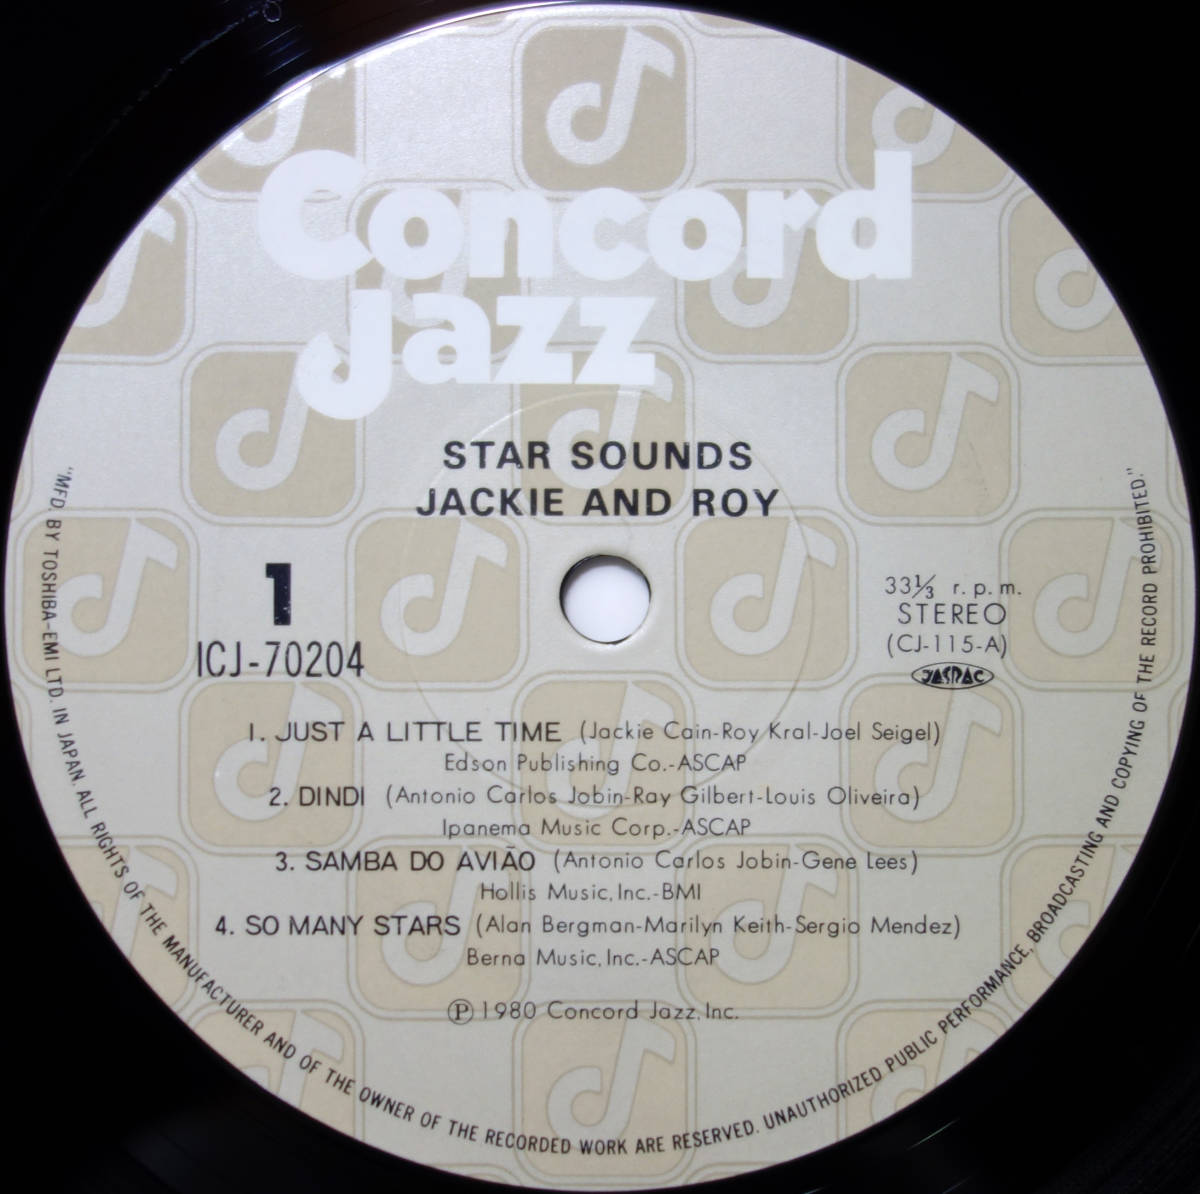 Concord
Jazz
STAR SOUNDS
JACKIE AND ROY
1
ICJ-70204
33⅓ r.p.m.
STEREO
(CJ-115-A)
JASRAC
1. JUST A LITTLE TIME (Jackie Cain-Roy Kral-Joel Seigel)
Edson Publishing Co.-ASCAP
2. DINDI (Antonio Carlos Jobin-Ray Gilbert-Louis Oliveira)
Ipanema Music Corp.-ASCAP
3. SAMBA DO AVIÃO (Antonio Carlos Jobin-Gene Lees)
Hollis Music, Inc.-BMI
4. SO MANY STARS (Alan Bergman-Marilyn Keith-Sergio Mendez)
Berna Music, Inc.-ASCAP
Ⓟ 1980 Concord Jazz, Inc.
"MFD. BY TOSHIBA-EMI LTD. IN JAPAN. ALL RIGHTS OF THE MANUFACTURER AND OF THE OWNER OF THE RECORDED WORK ARE RESERVED. UNAUTHORIZED PUBLIC PERFORMANCE, BROADCASTING AND COPYING OF THE RECORD PROHIBITED."